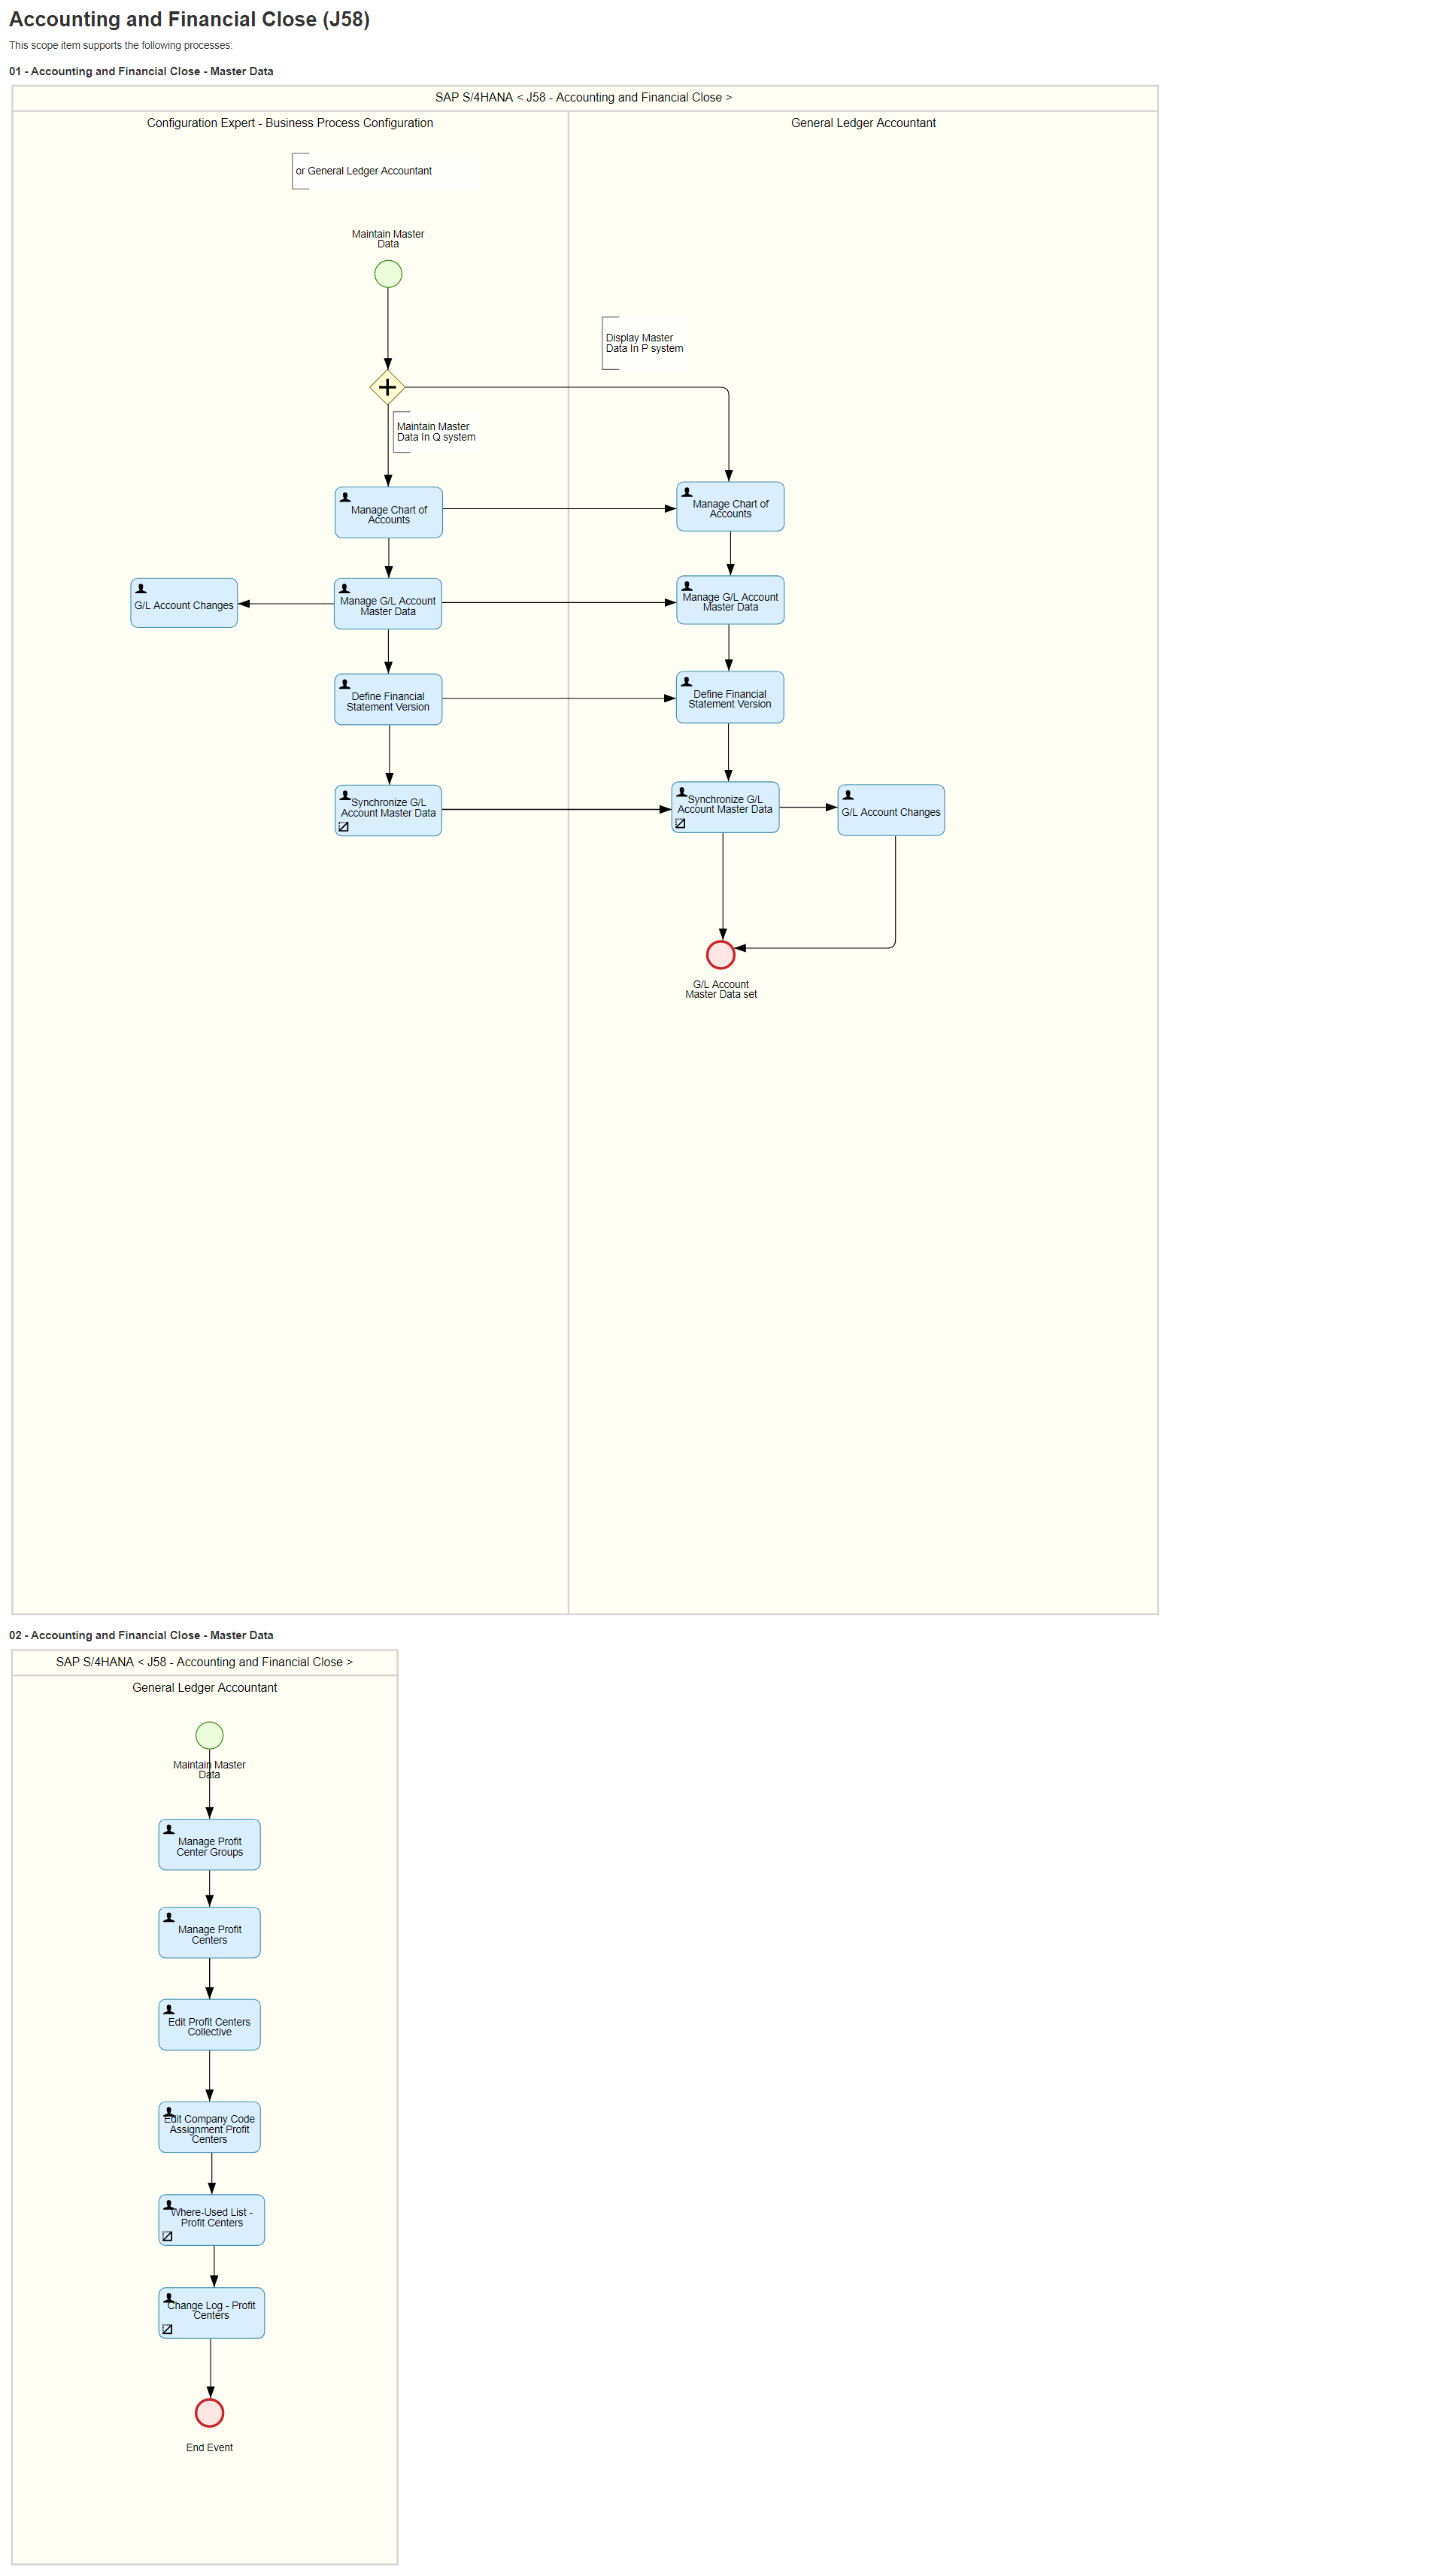 Accounting and Financial Close (J58)
This scope item supports the following processes:
01 - Accounting and Financial Close - Master Data
SAP S/4HANA < J58 - Accounting and Financial Close >
Configuration Expert - Business Process Configuration
General Ledger Accountant
or General Ledger Accountant
Maintain Master
Data
Display Master
Data In P system
Maintain Master
Data In Q system
Manage Chart of
Accounts
Manage Chart of
Accounts
G/L Account Changes
Manage G/L Account
Master Data
Manage G/L Account
Master Data
Define Financial
Statement Version
Define Financial
Statement Version
Synchronize G/L
Account Master Data
Synchronize G/L
Account Master Data
G/L Account Changes
G/L Account
Master Data set
02 - Accounting and Financial Close - Master Data
SAP S/4HANA < J58 - Accounting and Financial Close >
General Ledger Accountant
Maintain Master
Data
Manage Profit
Center Groups
Manage Profit
Centers
Edit Profit Centers
Collective
Edit Company Code
Assignment Profit
Centers
Where-Used List -
Profit Centers
Change Log - Profit
Centers
End Event